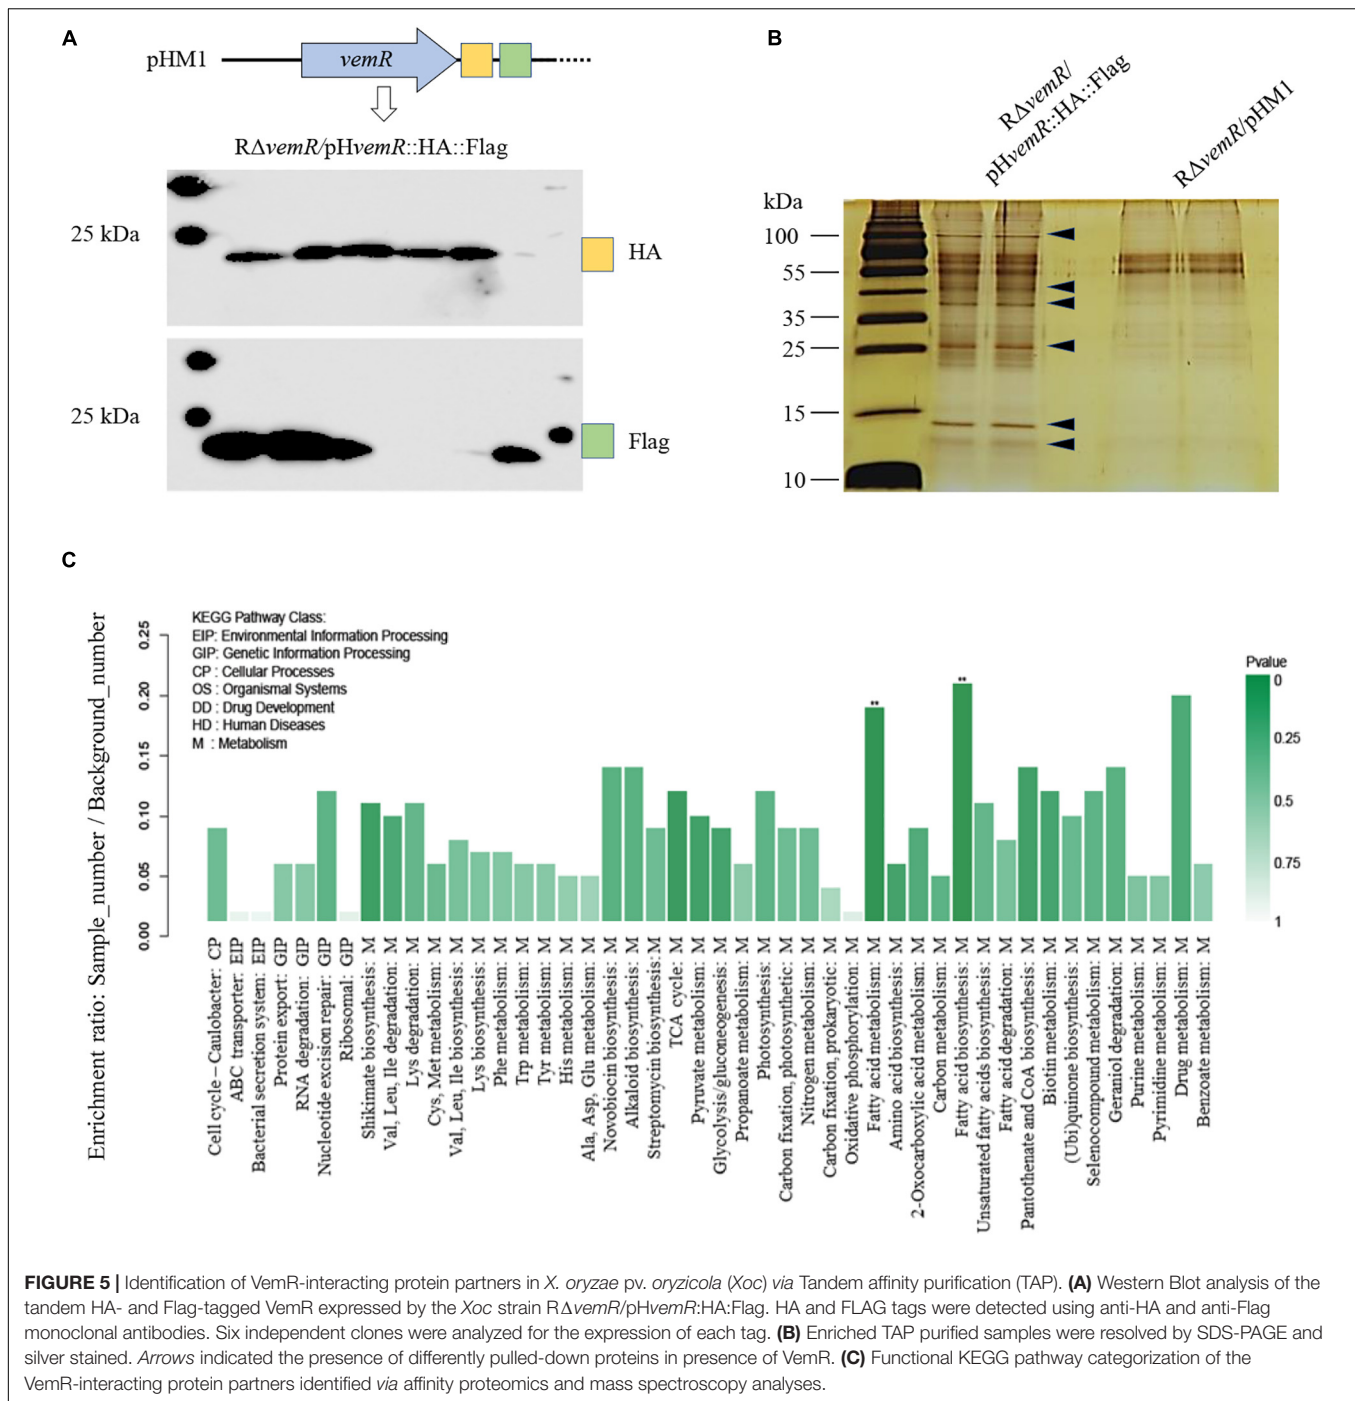 A
pHM1
vemR
RΔvemR/pHvemR::HA::Flag
25 kDa
HA
25 kDa
Flag
B
RΔvemR/
pHvemR::HA::Flag
RΔvemR/pHM1
kDa
100
55
35
25
15
10
C
Enrichment ratio: Sample_number / Background_number
0.25
0.20
0.15
0.10
0.05
0.00
KEGG Pathway Class:
EIP: Environmental Information Processing
GIP: Genetic Information Processing
CP : Cellular Processes
OS : Organismal Systems
DD : Drug Development
HD : Human Diseases
M : Metabolism
**
**
Pvalue
0
0.25
0.5
0.75
1
Cell cycle–Caulobacter: CP
ABC transporter: EIP
Bacterial secretion system: EIP
Protein export: GIP
RNA degradation: GIP
Nucleotide excision repair: GIP
Ribosomal: GIP
Shikimate biosynthesis: M
Val, Leu, Ile degradation: M
Lys degradation: M
Cys, Met metabolism: M
Val, Leu, Ile biosynthesis: M
Lys biosynthesis: M
Phe metabolism: M
Trp metabolism: M
Tyr metabolism: M
His metabolism: M
Ala, Asp, Glu metabolism: M
Novobiocin biosynthesis: M
Alkaloid biosynthesis: M
Streptomycin biosynthesis: M
TCA cycle: M
Pyruvate metabolism: M
Glycolysis/gluconeogenesis: M
Propanoate metabolism: M
Photosynthesis: M
Carbon fixation, photosynthetic: M
Nitrogen metabolism: M
Carbon fixation, prokaryotic: M
Oxidative phosphorylation: M
Fatty acid metabolism: M
Amino acid biosynthesis: M
2-Oxocarboxylic metabolism: M
Carbon metabolism: M
Fatty acid biosynthesis: M
Unsaturated fatty acids biosynthesis: M
Fatty acid degradation: M
Pantothenate and CoA biosynthesis: M
Biotin metabolism: M
(Ubi)quinone biosynthesis: M
Selenocompound metabolism: M
Geraniol degradation: M
Purine metabolism: M
Pyrimidine metabolism: M
Drug metabolism: M
Benzoate metabolism: M
FIGURE 5 | Identification of VemR-interacting protein partners in X. oryzae pv. oryzicola (Xoc) via Tandem affinity purification (TAP). (A) Western Blot analysis of the
tandem HA- and Flag-tagged VemR expressed by the Xoc strain RΔvemR/pHvemR:HA:Flag. HA and FLAG tags were detected using anti-HA and anti-Flag
monoclonal antibodies. Six independent clones were analyzed for the expression of each tag. (B) Enriched TAP purified samples were resolved by SDS-PAGE and
silver stained. Arrows indicated the presence of differently pulled-down proteins in presence of VemR. (C) Functional KEGG pathway categorization of the
VemR-interacting protein partners identified via affinity proteomics and mass spectroscopy analyses.